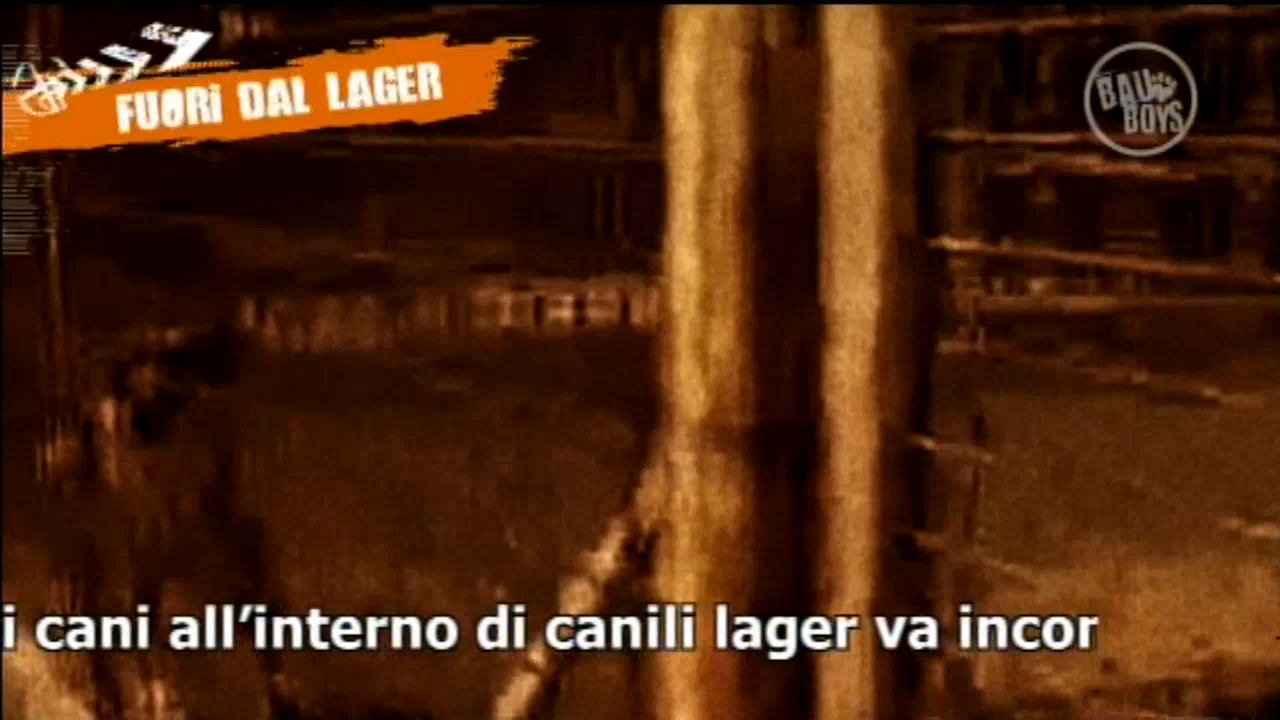 FUORi DAL LAGER
BAU
BOYS
i cani all’interno di canili lager va incor